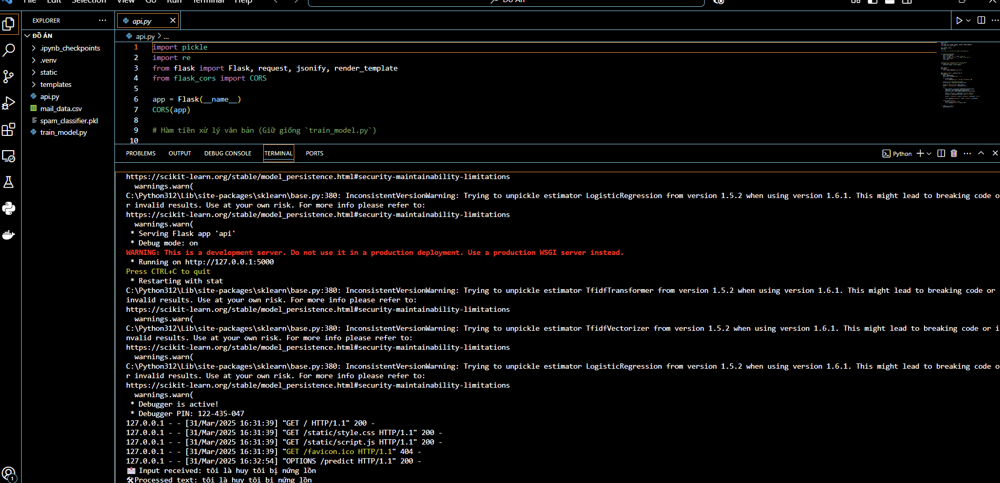 File Edit Selection View Go Run Terminal Help
Đồ Án
EXPLORER
ĐỒ ÁN
.ipynb_checkpoints
.venv
static
templates
api.py
mail_data.csv
spam_classifier.pkl
train_model.py
api.py
api.py > ...
1 import pickle
2 import re
3 from flask import Flask, request, jsonify, render_template
4 from flask_cors import CORS
5
6 app = Flask(__name__)
7 CORS(app)
8
9 # Hàm tiền xử lý văn bản (Giữ giống `train_model.py`)
10
PROBLEMS OUTPUT DEBUG CONSOLE TERMINAL PORTS
Python
https://scikit-learn.org/stable/model_persistence.html#security-maintainability-limitations
warnings.warn(
C:\Python312\Lib\site-packages\sklearn\base.py:380: InconsistentVersionWarning: Trying to unpickle estimator LogisticRegression from version 1.5.2 when using version 1.6.1. This might lead to breaking code o
r invalid results. Use at your own risk. For more info please refer to:
https://scikit-learn.org/stable/model_persistence.html#security-maintainability-limitations
warnings.warn(
* Serving Flask app 'api'
* Debug mode: on
WARNING: This is a development server. Do not use it in a production deployment. Use a production WSGI server instead.
* Running on http://127.0.0.1:5000
Press CTRL+C to quit
* Restarting with stat
C:\Python312\Lib\site-packages\sklearn\base.py:380: InconsistentVersionWarning: Trying to unpickle estimator TfidfTransformer from version 1.5.2 when using version 1.6.1. This might lead to breaking code or
invalid results. Use at your own risk. For more info please refer to:
https://scikit-learn.org/stable/model_persistence.html#security-maintainability-limitations
warnings.warn(
C:\Python312\Lib\site-packages\sklearn\base.py:380: InconsistentVersionWarning: Trying to unpickle estimator TfidfVectorizer from version 1.5.2 when using version 1.6.1. This might lead to breaking code or i
nvalid results. Use at your own risk. For more info please refer to:
https://scikit-learn.org/stable/model_persistence.html#security-maintainability-limitations
warnings.warn(
C:\Python312\Lib\site-packages\sklearn\base.py:380: InconsistentVersionWarning: Trying to unpickle estimator LogisticRegression from version 1.5.2 when using version 1.6.1. This might lead to breaking code o
r invalid results. Use at your own risk. For more info please refer to:
https://scikit-learn.org/stable/model_persistence.html#security-maintainability-limitations
warnings.warn(
* Debugger is active!
* Debugger PIN: 122-435-047
127.0.0.1 - - [31/Mar/2025 16:31:39] "GET / HTTP/1.1" 200 -
127.0.0.1 - - [31/Mar/2025 16:31:39] "GET /static/style.css HTTP/1.1" 200 -
127.0.0.1 - - [31/Mar/2025 16:31:39] "GET /static/script.js HTTP/1.1" 200 -
127.0.0.1 - - [31/Mar/2025 16:31:39] "GET /favicon.ico HTTP/1.1" 404 -
127.0.0.1 - - [31/Mar/2025 16:32:54] "OPTIONS /predict HTTP/1.1" 200 -
📩 Input received: tôi là huy tôi bị nứng lồn
🛠Processed text: tôi là huy tôi bị nứng lồn
1